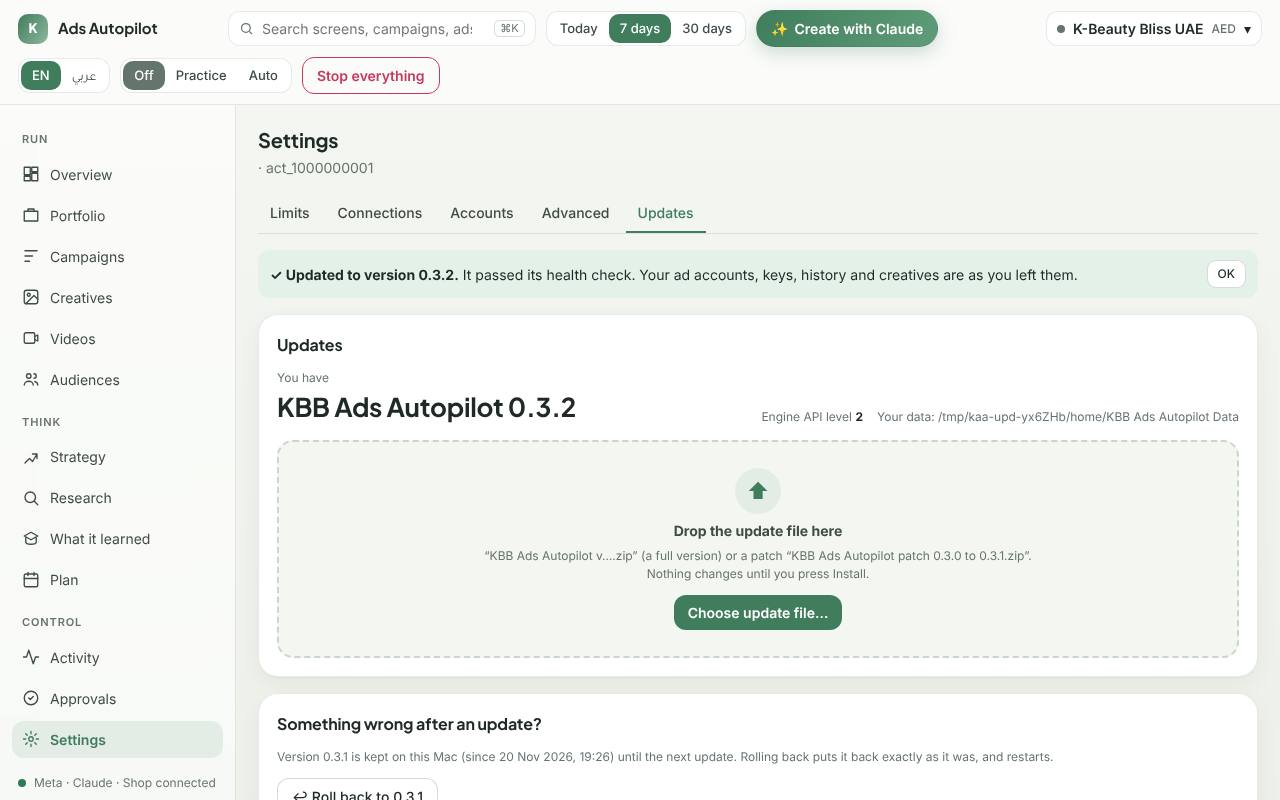 K
Ads Autopilot
Search screens, campaigns, ads
⌘K
Today
7 days
30 days
✨ Create with Claude
K-Beauty Bliss UAE AED ▾
EN
عربي
Off
Practice
Auto
Stop everything
RUN
Overview
Portfolio
Campaigns
Creatives
Videos
Audiences
THINK
Strategy
Research
What it learned
Plan
CONTROL
Activity
Approvals
Settings
Meta · Claude · Shop connected
Settings
· act_1000000001
Limits
Connections
Accounts
Advanced
Updates
✓ Updated to version 0.3.2. It passed its health check. Your ad accounts, keys, history and creatives are as you left them.
OK
Updates
You have
KBB Ads Autopilot 0.3.2
Engine API level 2
Your data: /tmp/kaa-upd-yx6ZHb/home/KBB Ads Autopilot Data
Drop the update file here
“KBB Ads Autopilot v….zip” (a full version) or a patch “KBB Ads Autopilot patch 0.3.0 to 0.3.1.zip”.
Nothing changes until you press Install.
Choose update file…
Something wrong after an update?
Version 0.3.1 is kept on this Mac (since 20 Nov 2026, 19:26) until the next update. Rolling back puts it back exactly as it was, and restarts.
↩ Roll back to 0.3.1